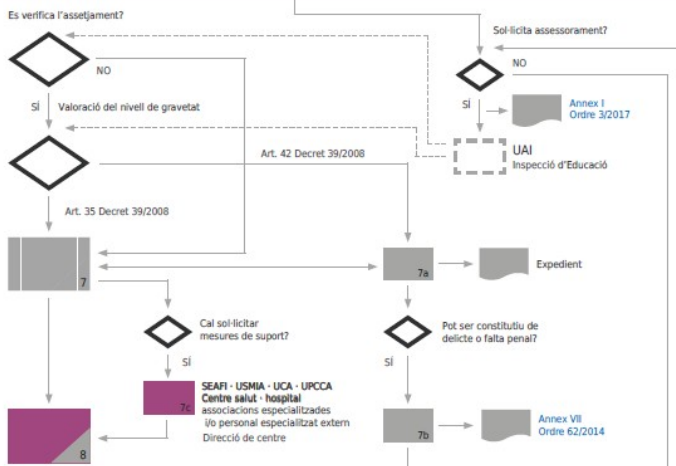 Es verifica l'assetjament?
NO
SÍ
Valoració del nivell de gravetat
Art. 42 Decret 39/2008
Art. 35 Decret 39/2008
Sol·licita assessorament?
NO
SÍ
Annex I
Ordre 3/2017
UAI
Inspecció d'Educació
7
7a
Expedient
Cal sol·licitar
mesures de suport?
SÍ
Pot ser constitutiu de
delicte o falta penal?
SÍ
7c
SEAFI · USMIA · UCA · UPCCA
Centre salut · hospital
associacions especialitzades
i/o personal especialitzat extern
Direcció de centre
8
7b
Annex VII
Ordre 62/2014